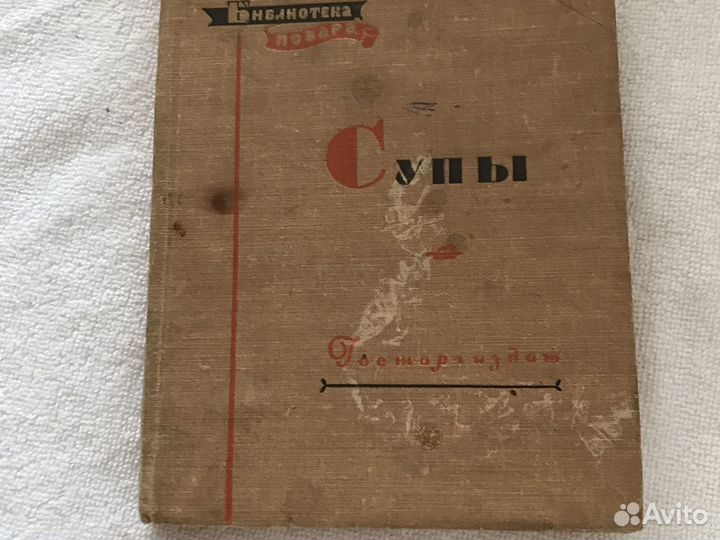 Библиотека
повара
Супы
Госторгиздат
Avito